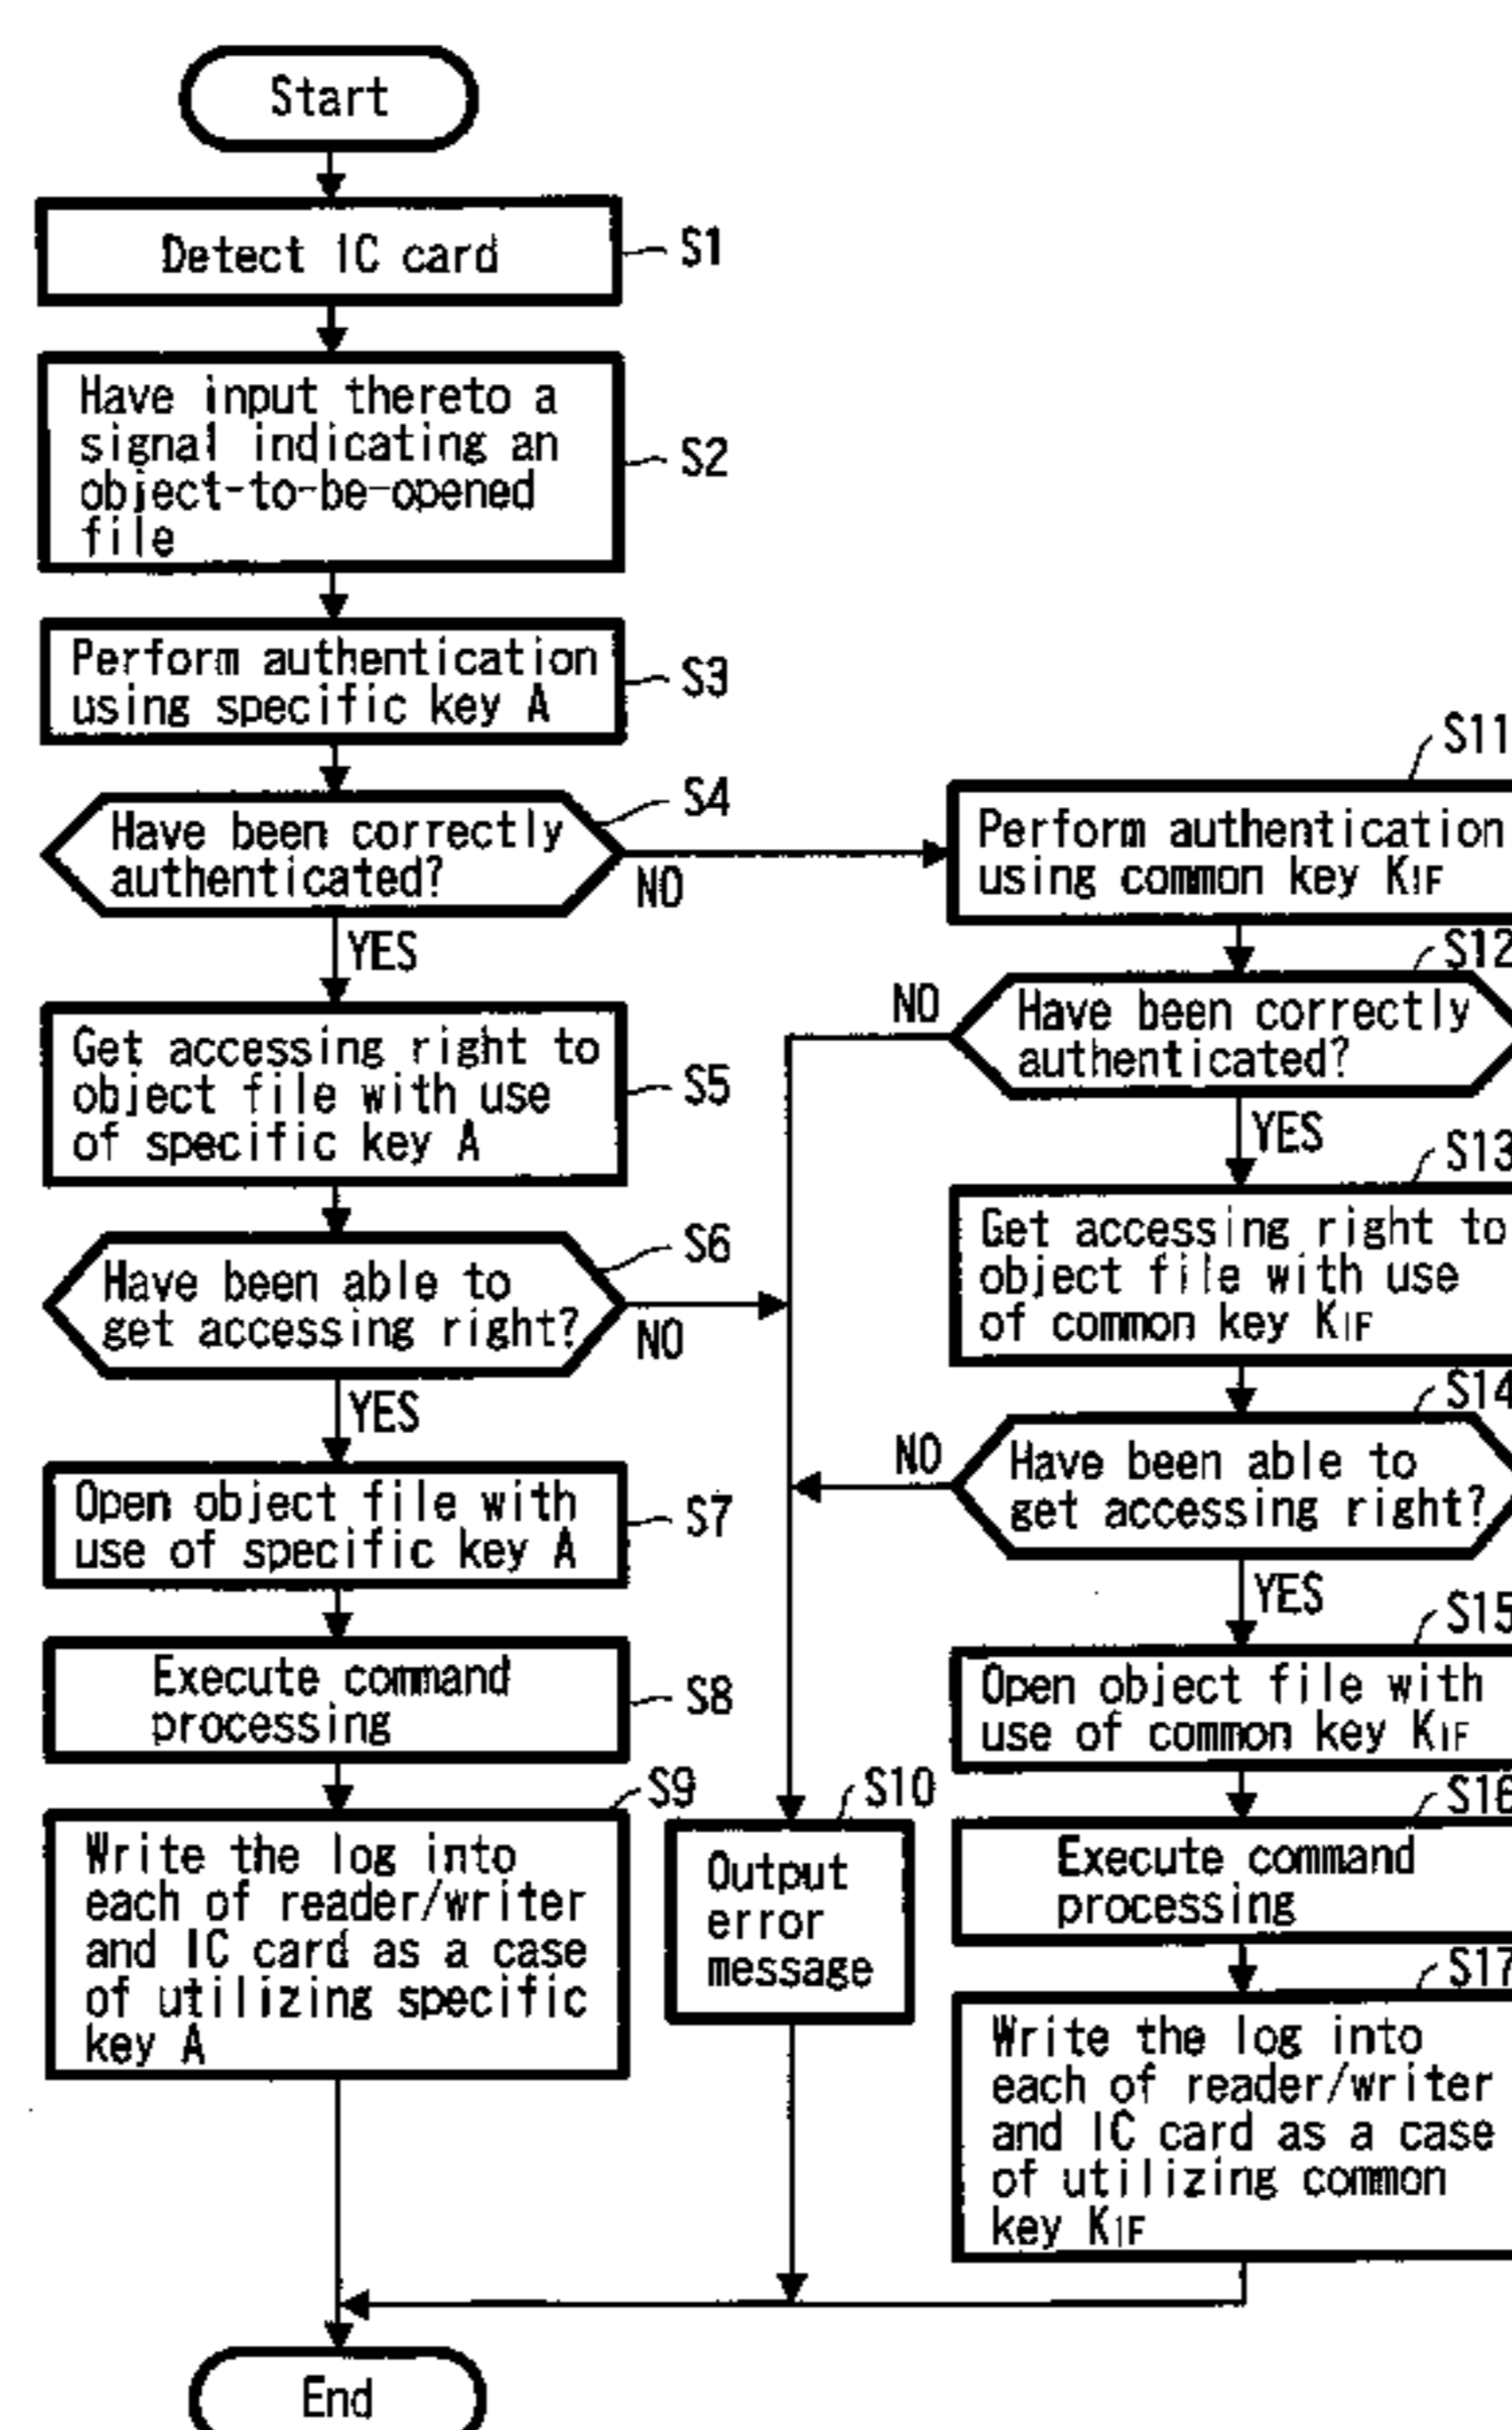 Start
Detect IC card
S1
Have input thereto a
signal indicating an
object-to-be-opened
file
S2
Perform authentication
using specific key A
S3
Have been correctly
authenticated?
S4
NO
YES
Get accessing right to
object file with use
of specific key A
S5
Have been able to
get accessing right?
S6
NO
YES
Open object file with
use of specific key A
S7
Execute command
processing
S8
S9
Write the log into
each of reader/writer
and IC card as a case
of utilizing specific
key A
S10
Output
error
message
S11
Perform authentication
using common key KIF
S12
Have been correctly
authenticated?
NO
YES
S13
Get accessing right to
object file with use
of common key KIF
S14
Have been able to
get accessing right?
NO
YES
S15
Open object file with
use of common key KIF
S16
Execute command
processing
S17
Write the log into
each of reader/writer
and IC card as a case
of utilizing common
key KIF
End